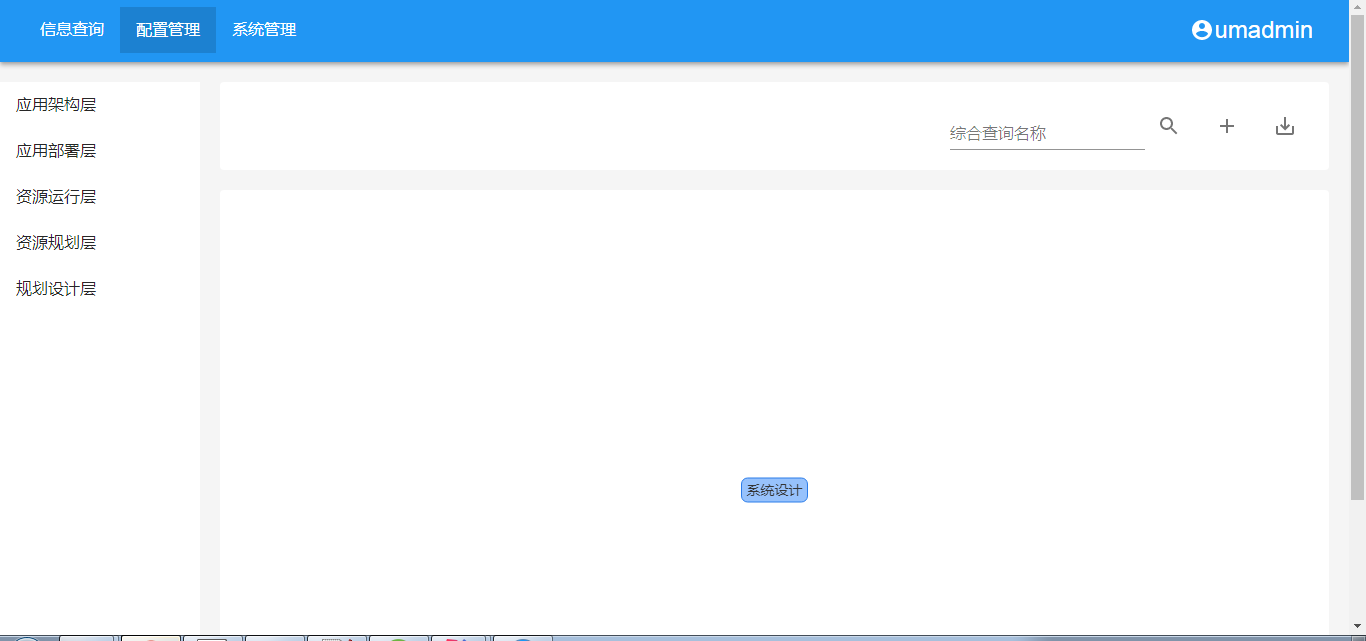 信息查询 配置管理 系统管理 umadmin
应用架构层
应用部署层
资源运行层
资源规划层
规划设计层
综合查询名称
系统设计